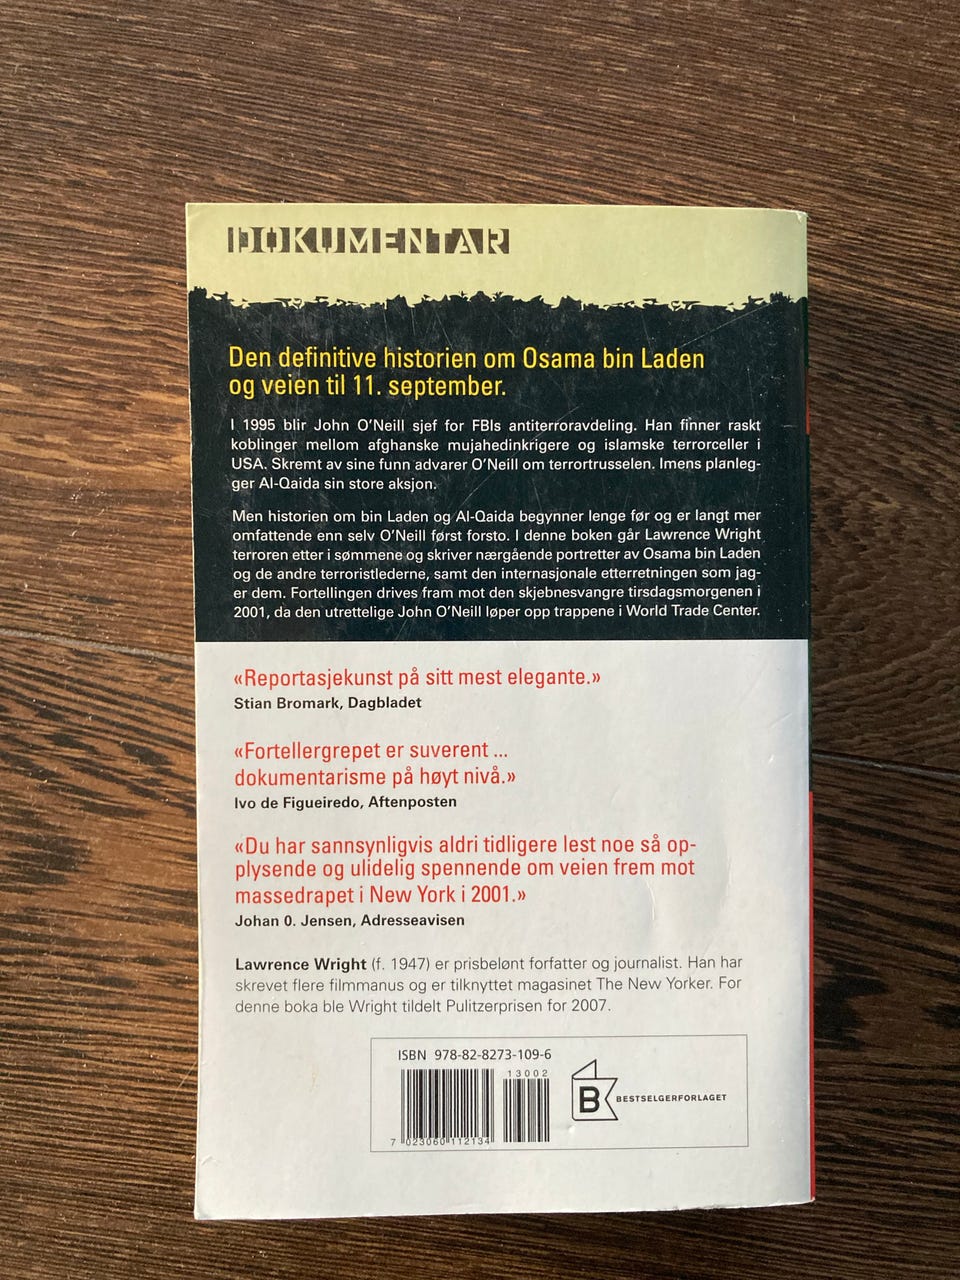 DOKUMENTAR
Den definitive historien om Osama bin Laden
og veien til 11. september.
I 1995 blir John O'Neill sjef for FBIs antiterroravdeling. Han finner raskt
koblinger mellom afghanske mujahedinkrigere og islamske terrorceller i
USA. Skremt av sine funn advarer O'Neill om terrortrusselen. Imens planleg-
ger Al-Qaida sin store aksjon.
Men historien om bin Laden og Al-Qaida begynner lenge før og er langt mer
omfattende enn selv O'Neill først forsto. I denne boken går Lawrence Wright
terroren etter i sømmene og skriver nærgående portretter av Osama bin Laden
og de andre terroristlederne, samt den internasjonale etterretningen som jag-
er dem. Fortellingen drives fram mot den skjebnesvangre tirsdagsmorgenen i
2001, da den utrettelige John O'Neill løper opp trappene i World Trade Center.
«Reportasjekunst på sitt mest elegante.»
Stian Bromark, Dagbladet
«Fortellergrepet er suverent ...
dokumentarisme på høyt nivå.»
Ivo de Figueiredo, Aftenposten
«Du har sannsynligvis aldri tidligere lest noe så op-
plysende og ulidelig spennende om veien frem mot
massedrapet i New York i 2001.»
Johan O. Jensen, Adresseavisen
Lawrence Wright (f. 1947) er prisbelønt forfatter og journalist. Han har
skrevet flere filmmanus og er tilknyttet magasinet The New Yorker. For
denne boka ble Wright tildelt Pulitzerprisen for 2007.
ISBN 978-82-8273-109-6
13002
7 023060 112134
B BESTSELGERFORLAGET